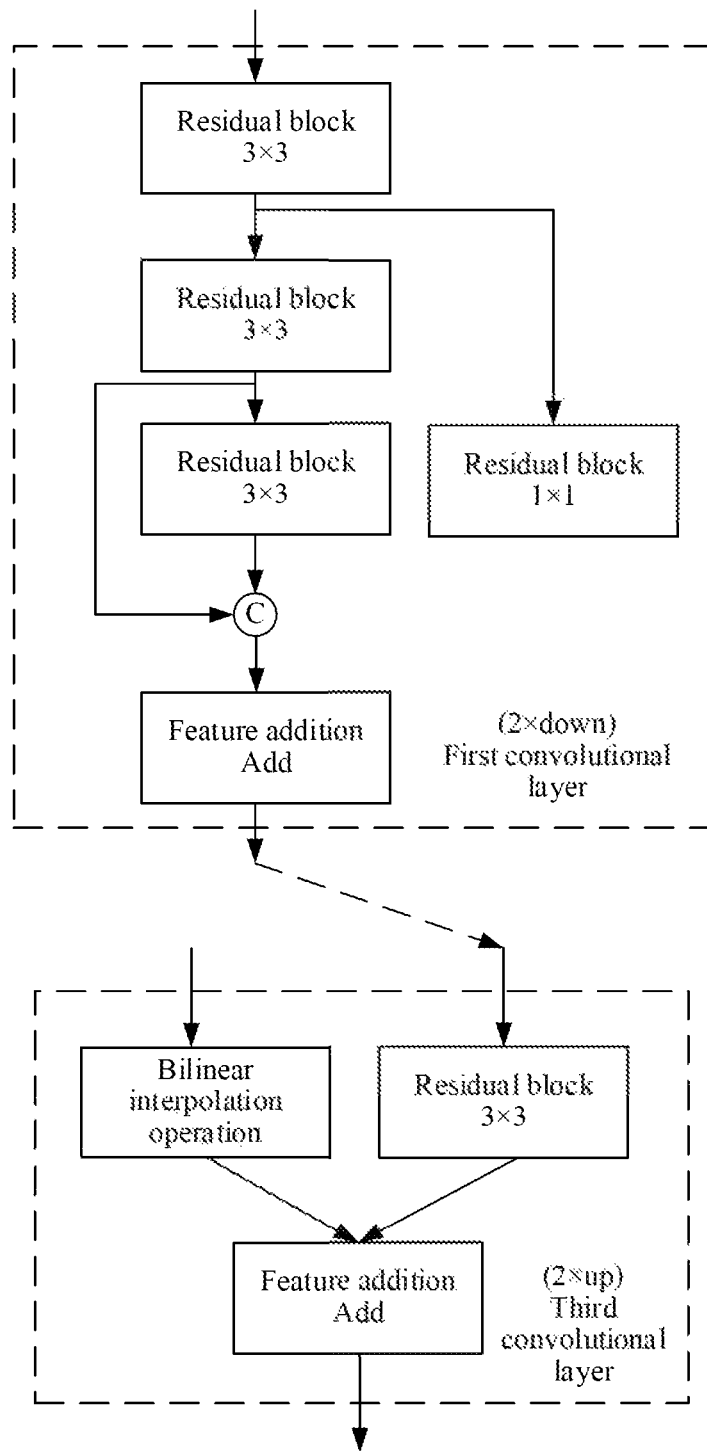 Residual block
3×3
Residual block
3×3
Residual block
3×3
Residual block
1×1
C
Feature addition
Add
(2×down)
First convolutional
layer
Bilinear
interpolation
operation
Residual block
3×3
Feature addition
Add
(2×up)
Third
convolutional
layer